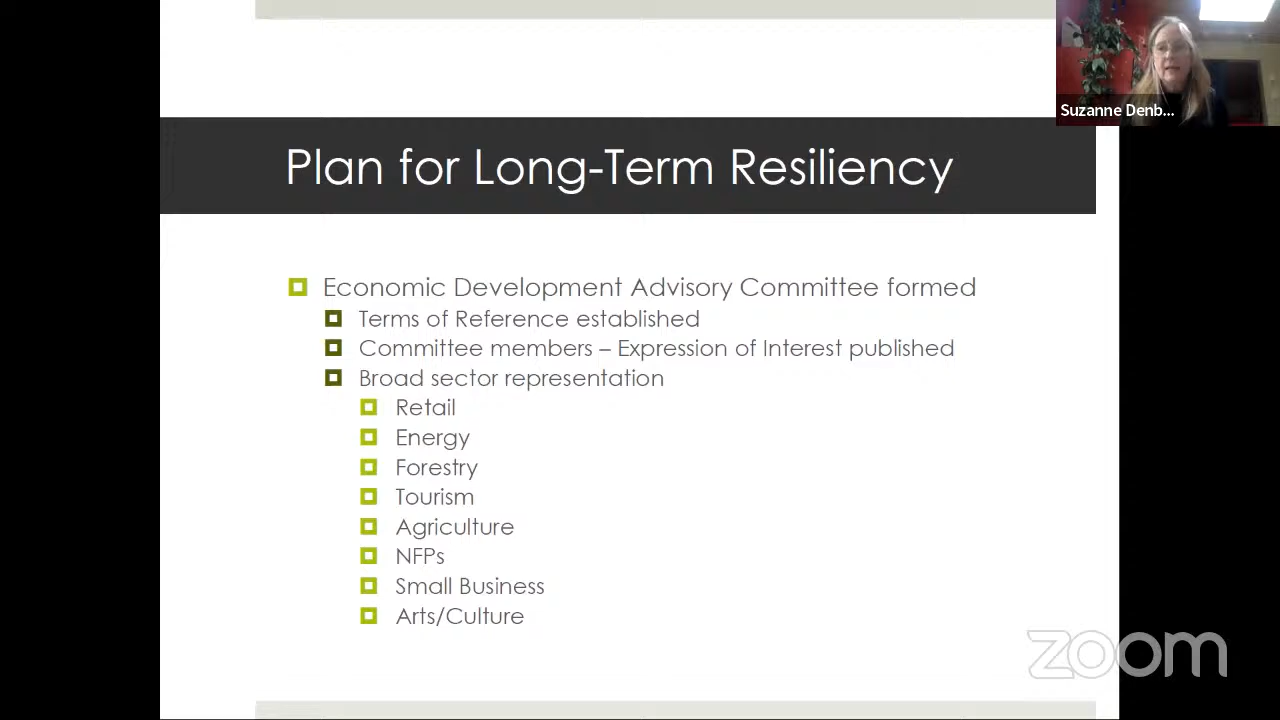 Suzanne Denb...
Plan for Long-Term Resiliency
Economic Development Advisory Committee formed
Terms of Reference established
Committee members – Expression of Interest published
Broad sector representation
Retail
Energy
Forestry
Tourism
Agriculture
NFPs
Small Business
Arts/Culture
zoom